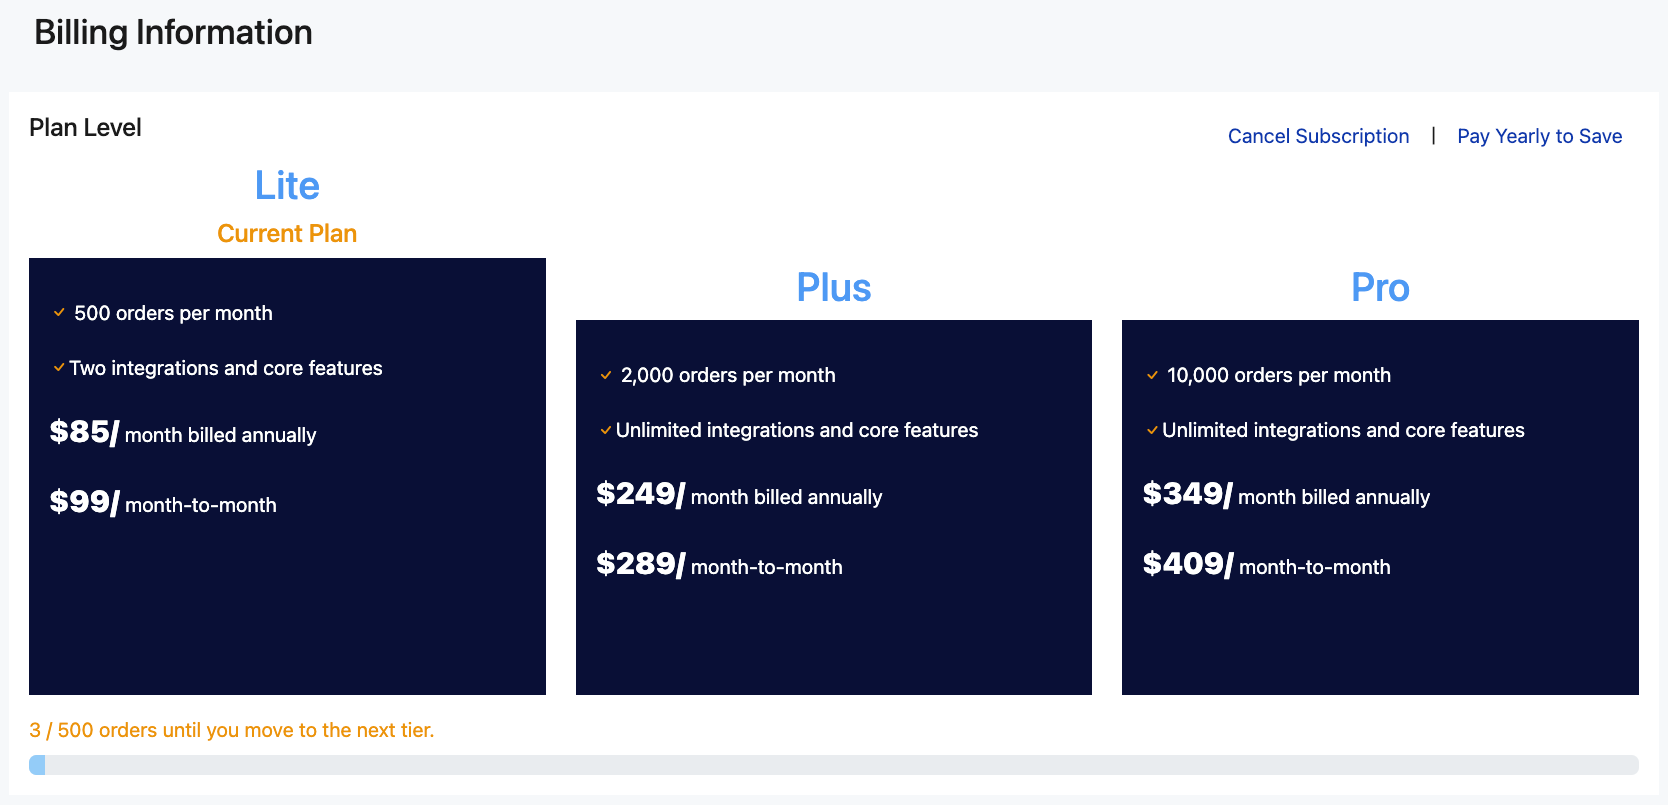 Billing Information
Plan Level
Cancel Subscription | Pay Yearly to Save
Lite
Current Plan
500 orders per month
Two integrations and core features
$85/ month billed annually
$99/ month-to-month
Plus
2,000 orders per month
Unlimited integrations and core features
$249/ month billed annually
$289/ month-to-month
Pro
10,000 orders per month
Unlimited integrations and core features
$349/ month billed annually
$409/ month-to-month
3 / 500 orders until you move to the next tier.